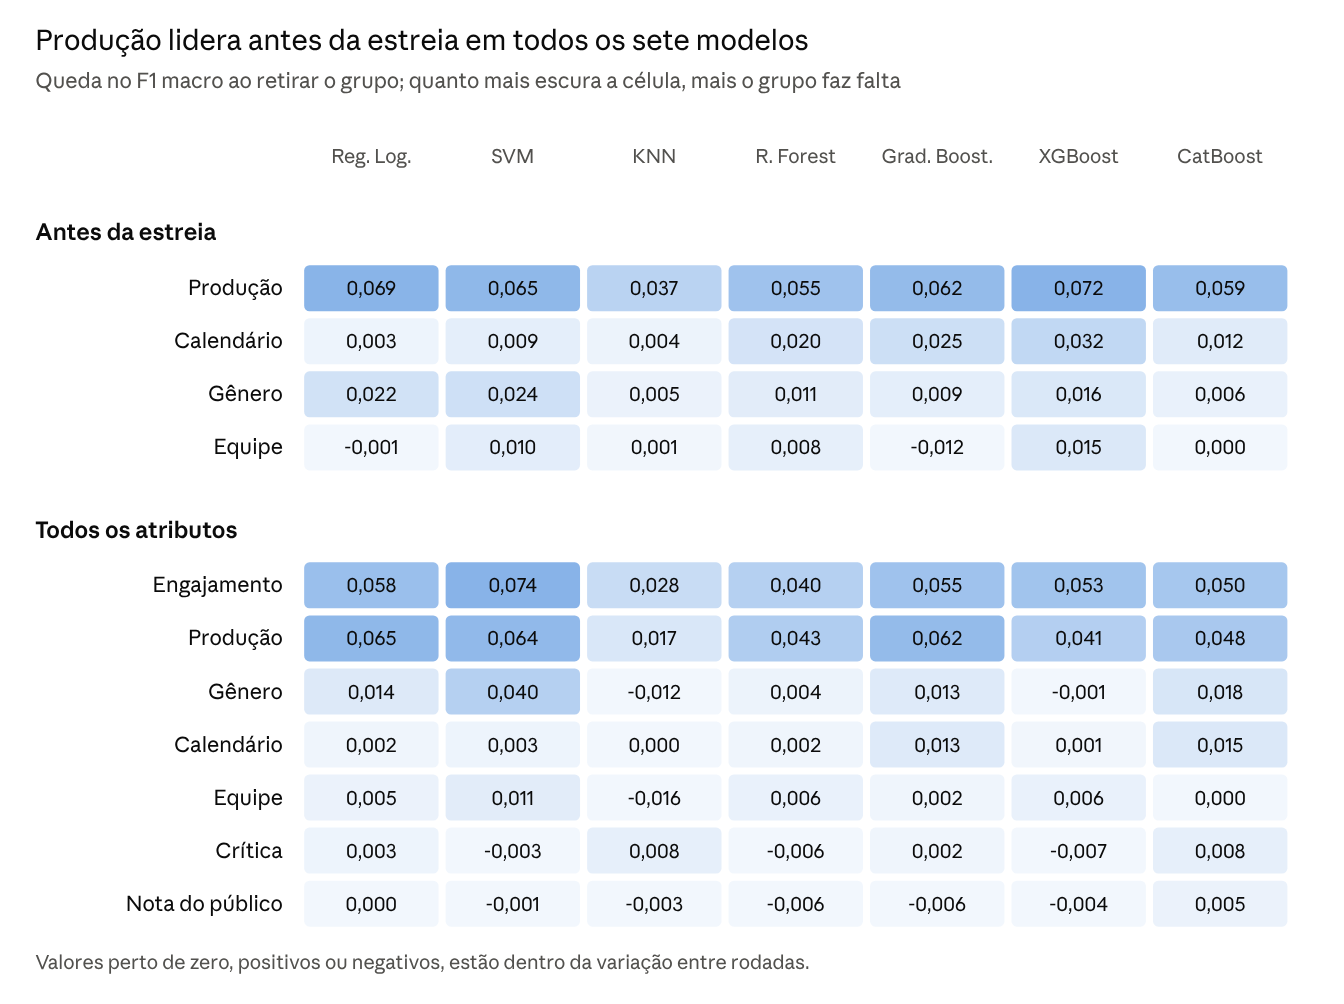 Produção lidera antes da estreia em todos os sete modelos
Queda no F1 macro ao retirar o grupo; quanto mais escura a célula, mais o grupo faz falta
Reg. Log. SVM KNN R. Forest Grad. Boost. XGBoost CatBoost
Antes da estreia
Produção 0,069 0,065 0,037 0,055 0,062 0,072 0,059
Calendário 0,003 0,009 0,004 0,020 0,025 0,032 0,012
Gênero 0,022 0,024 0,005 0,011 0,009 0,016 0,006
Equipe -0,001 0,010 0,001 0,008 -0,012 0,015 0,000
Todos os atributos
Engajamento 0,058 0,074 0,028 0,040 0,055 0,053 0,050
Produção 0,065 0,064 0,017 0,043 0,062 0,041 0,048
Gênero 0,014 0,040 -0,012 0,004 0,013 -0,001 0,018
Calendário 0,002 0,003 0,000 0,002 0,013 0,001 0,015
Equipe 0,005 0,011 -0,016 0,006 0,002 0,006 0,000
Crítica 0,003 -0,003 0,008 -0,006 0,002 -0,007 0,008
Nota do público 0,000 -0,001 -0,003 -0,006 -0,006 -0,004 0,005
Valores perto de zero, positivos ou negativos, estão dentro da variação entre rodadas.